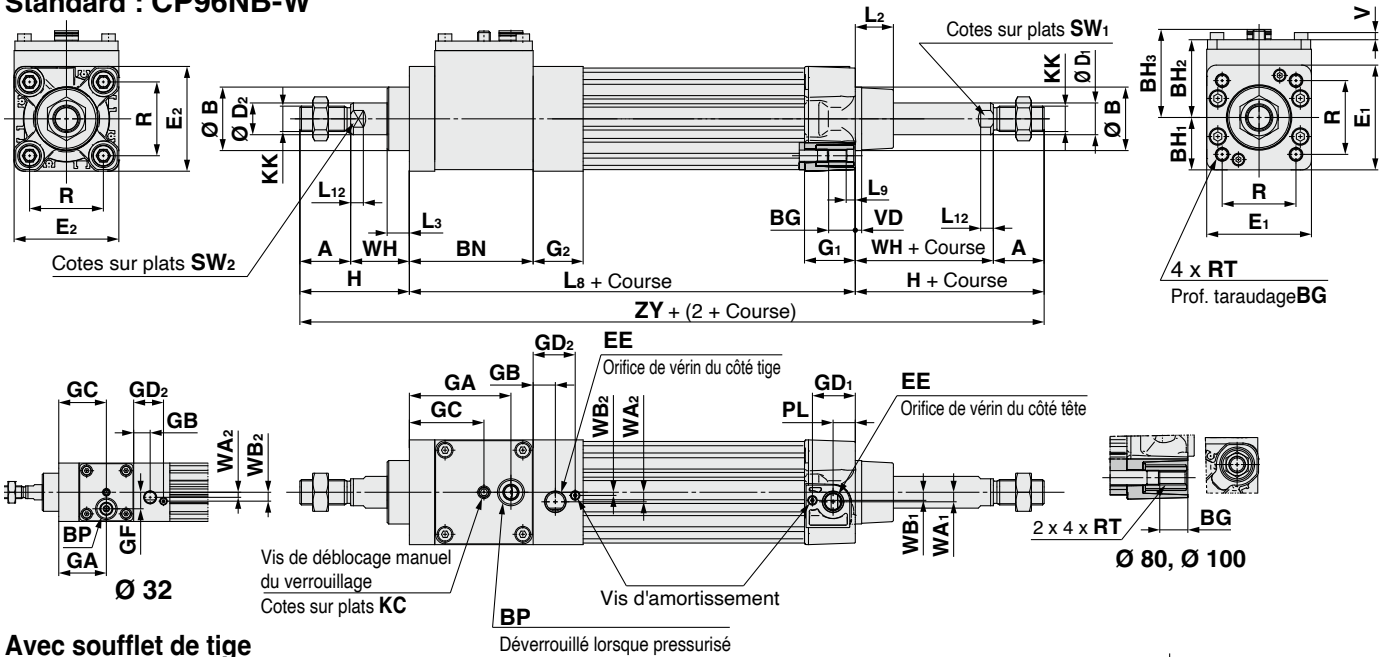 Standard : CP96NB-W
L2
Cotes sur plats SW1
V
KK
Ø D1
Ø B
BH3
BH2
BH1
R
E1
R
E1
R
E2
R
E2
Ø B
Ø D2
KK
L12
L3
Cotes sur plats SW2
A
WH
BN
G2
BG
L9
VD
L12
G1
WH + Course
A
H
L8 + Course
H + Course
ZY + (2 + Course)
4 x RT
Prof. taraudageBG
GC
GD2
GB
WA2
WB2
BP
GF
GA
Ø 32
GD2
GB
GA
GC
EE
Orifice de vérin du côté tige
WB2
WA2
GD1
PL
EE
Orifice de vérin du côté tête
WB1
WA1
Vis de déblocage manuel
du verrouillage
Cotes sur plats KC
BP
Déverrouillé lorsque pressurisé
Vis d'amortissement
2 x 4 x RT
BG
Ø 80, Ø 100
Avec soufflet de tige